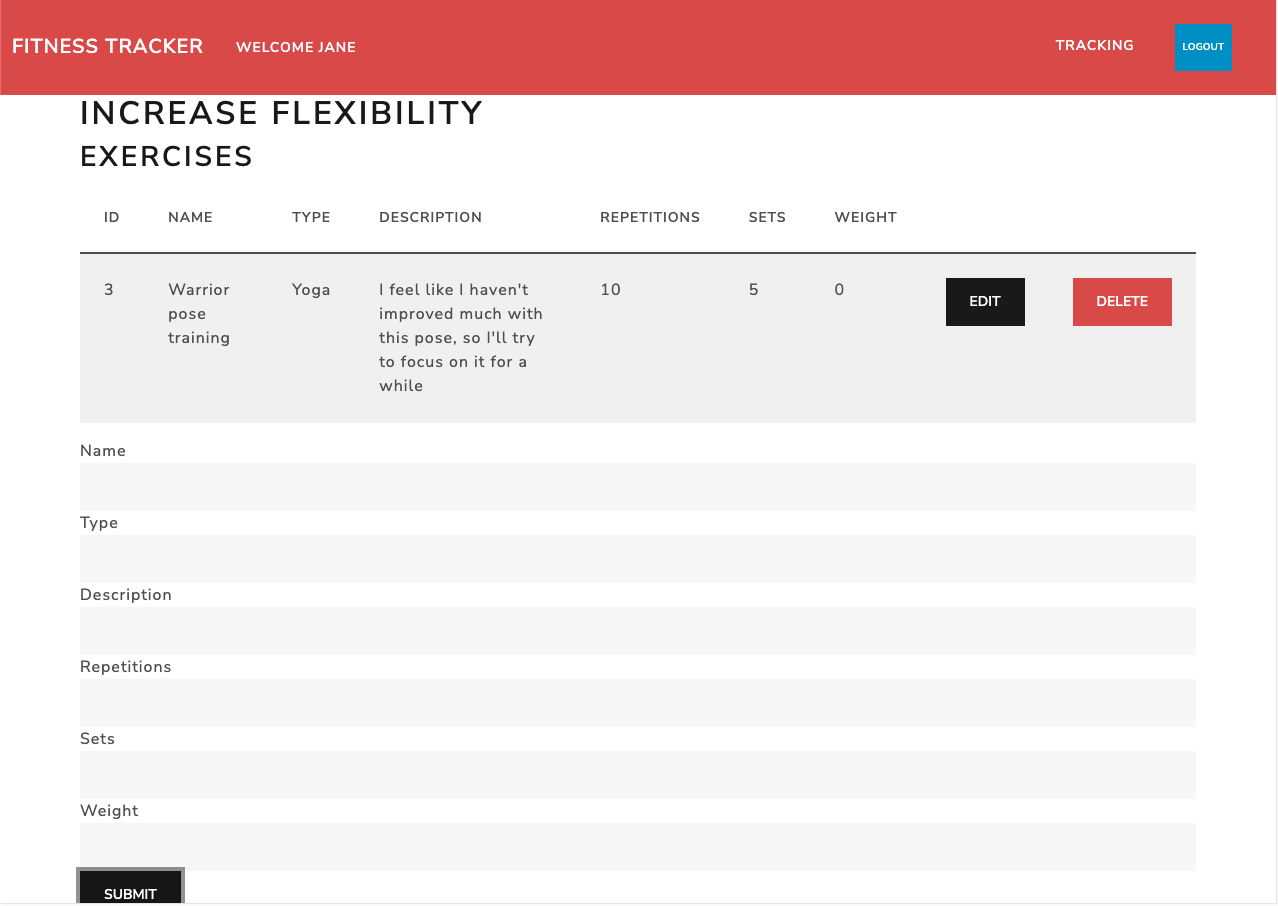 FITNESS TRACKER WELCOME JANE TRACKING LOGOUT
INCREASE FLEXIBILITY
EXERCISES
ID NAME TYPE DESCRIPTION REPETITIONS SETS WEIGHT
3 Warrior Yoga I feel like I haven't 10 5 0 EDIT DELETE
pose improved much with
training this pose, so I'll try
to focus on it for a
while
Name
Type
Description
Repetitions
Sets
Weight
SUBMIT